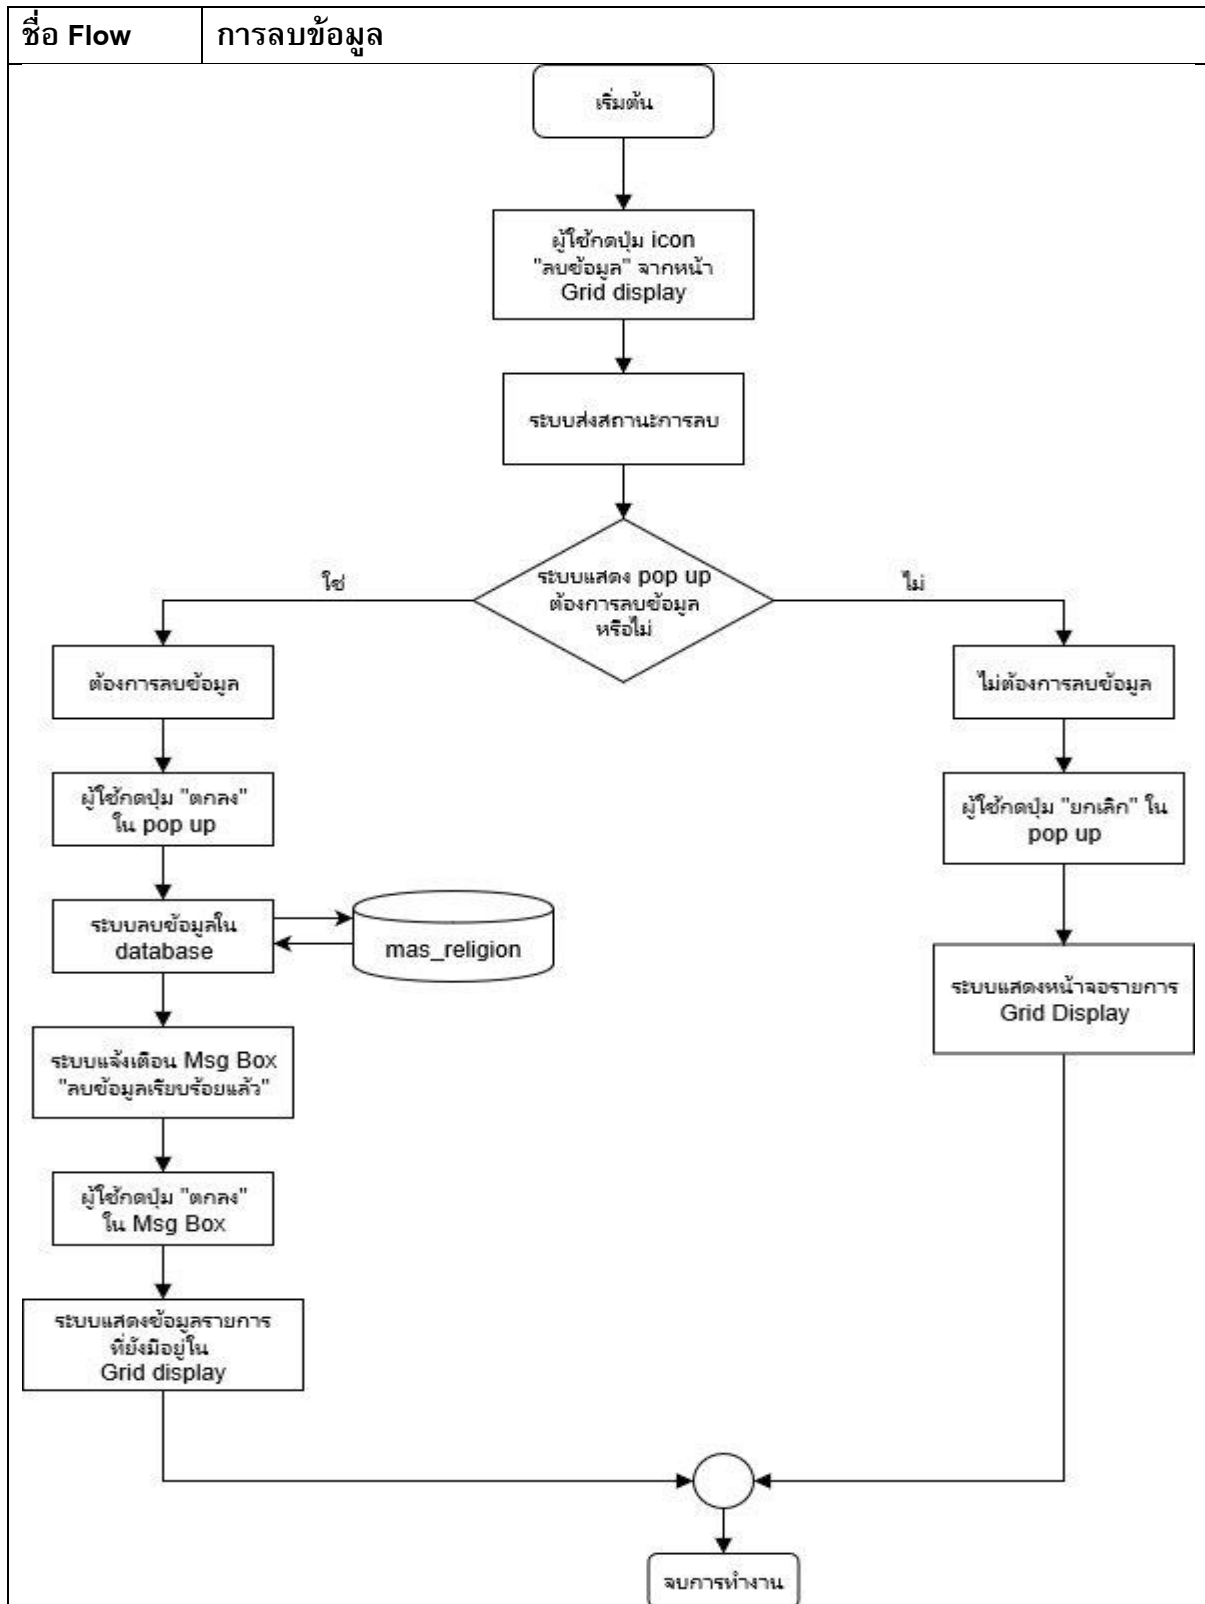 ชื่อ Flow
การลบข้อมูล
เริ่มต้น
ผู้ใช้กดปุ่ม icon
"ลบข้อมูล" จากหน้า
Grid display
ระบบส่งสถานะการลบ
ระบบแสดง pop up
ต้องการลบข้อมูล
หรือไม่
ใช่
ไม่
ต้องการลบข้อมูล
ผู้ใช้กดปุ่ม "ตกลง"
ใน pop up
ระบบลบข้อมูลใน
database
mas_religion
ระบบแจ้งเตือน Msg Box
"ลบข้อมูลเรียบร้อยแล้ว"
ผู้ใช้กดปุ่ม "ตกลง"
ใน Msg Box
ระบบแสดงข้อมูลรายการ
ที่ยังมีอยู่ใน
Grid display
ไม่ต้องการลบข้อมูล
ผู้ใช้กดปุ่ม "ยกเลิก" ใน
pop up
ระบบแสดงหน้าจอรายการ
Grid Display
จบการทำงาน